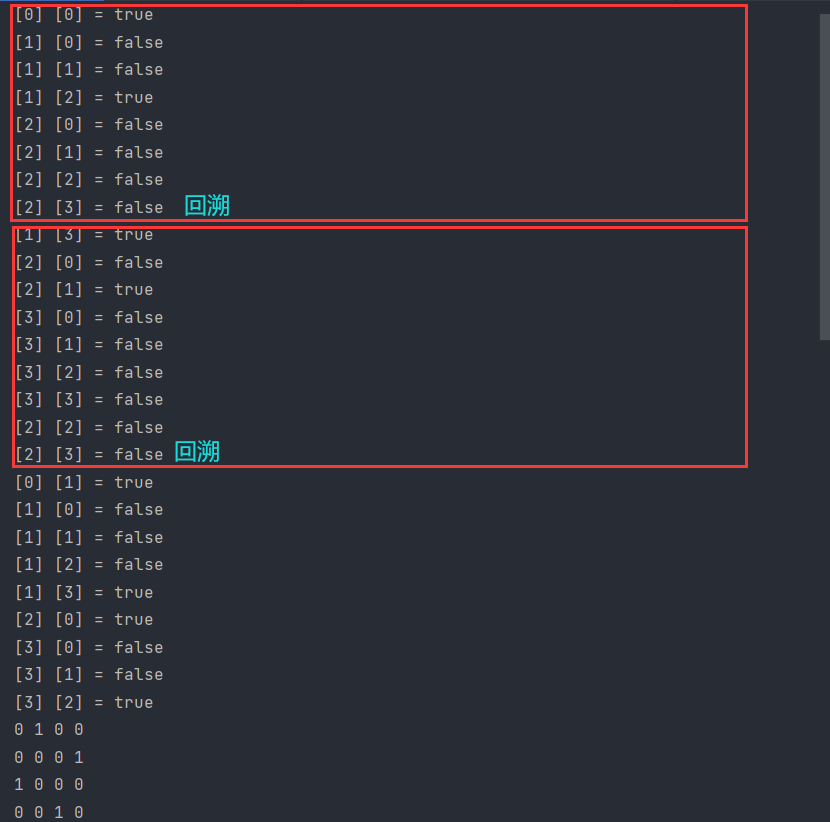 [0] [0] = true
[1] [0] = false
[1] [1] = false
[1] [2] = true
[2] [0] = false
[2] [1] = false
[2] [2] = false
[2] [3] = false 回溯
[1] [3] = true
[2] [0] = false
[2] [1] = true
[3] [0] = false
[3] [1] = false
[3] [2] = false
[3] [3] = false
[2] [2] = false
[2] [3] = false 回溯
[0] [1] = true
[1] [0] = false
[1] [1] = false
[1] [2] = false
[1] [3] = true
[2] [0] = true
[3] [0] = false
[3] [1] = false
[3] [2] = true
0 1 0 0
0 0 0 1
1 0 0 0
0 0 1 0